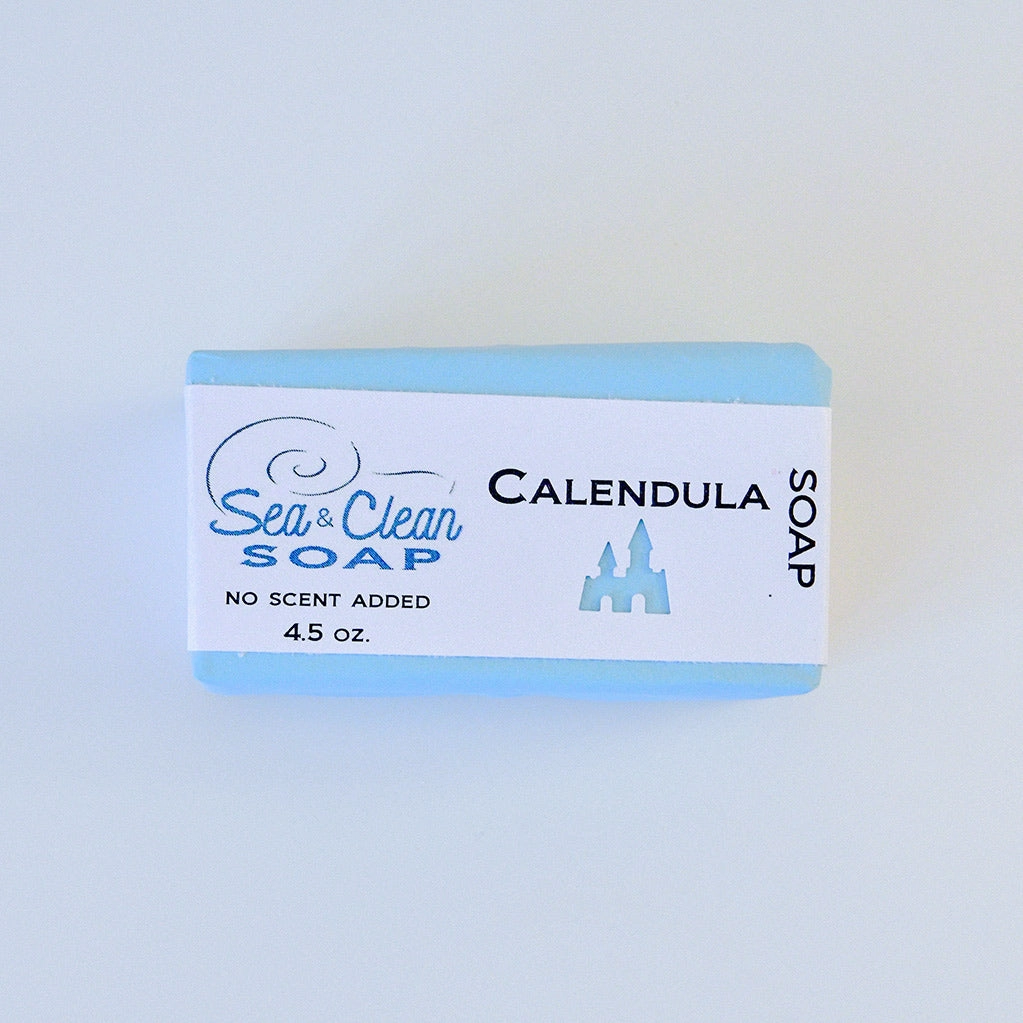 Sea & Clean
SOAP
NO SCENT ADDED
4.5 OZ.
CALENDULA
SOAP